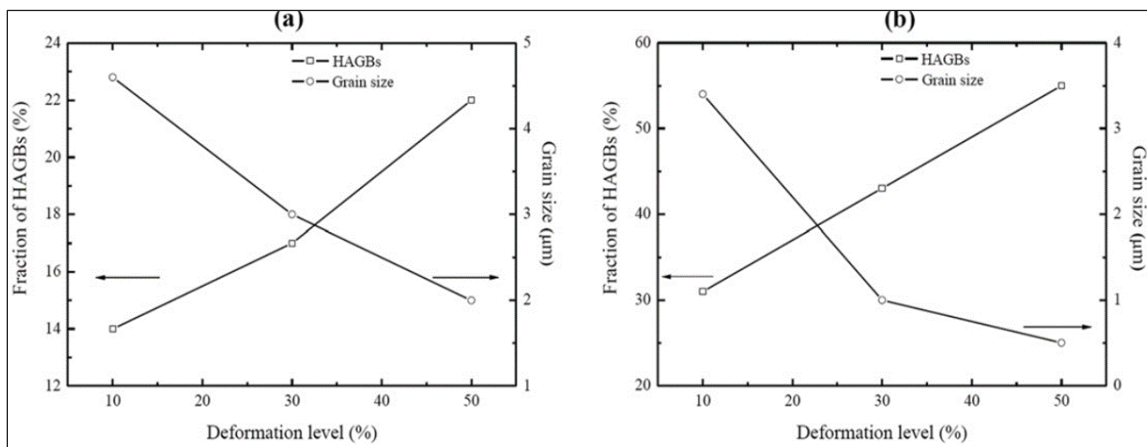 (a)
24
22
20
18
16
14
12
Fraction of HAGBs (%)
HAGBs
Grain size
5
4
3
2
1
Grain size (µm)
10 20 30 40 50
Deformation level (%)
(b)
60
50
40
30
20
Fraction of HAGBs (%)
HAGBs
Grain size
4
3
2
1
0
Grain size (µm)
10 20 30 40 50
Deformation level (%)